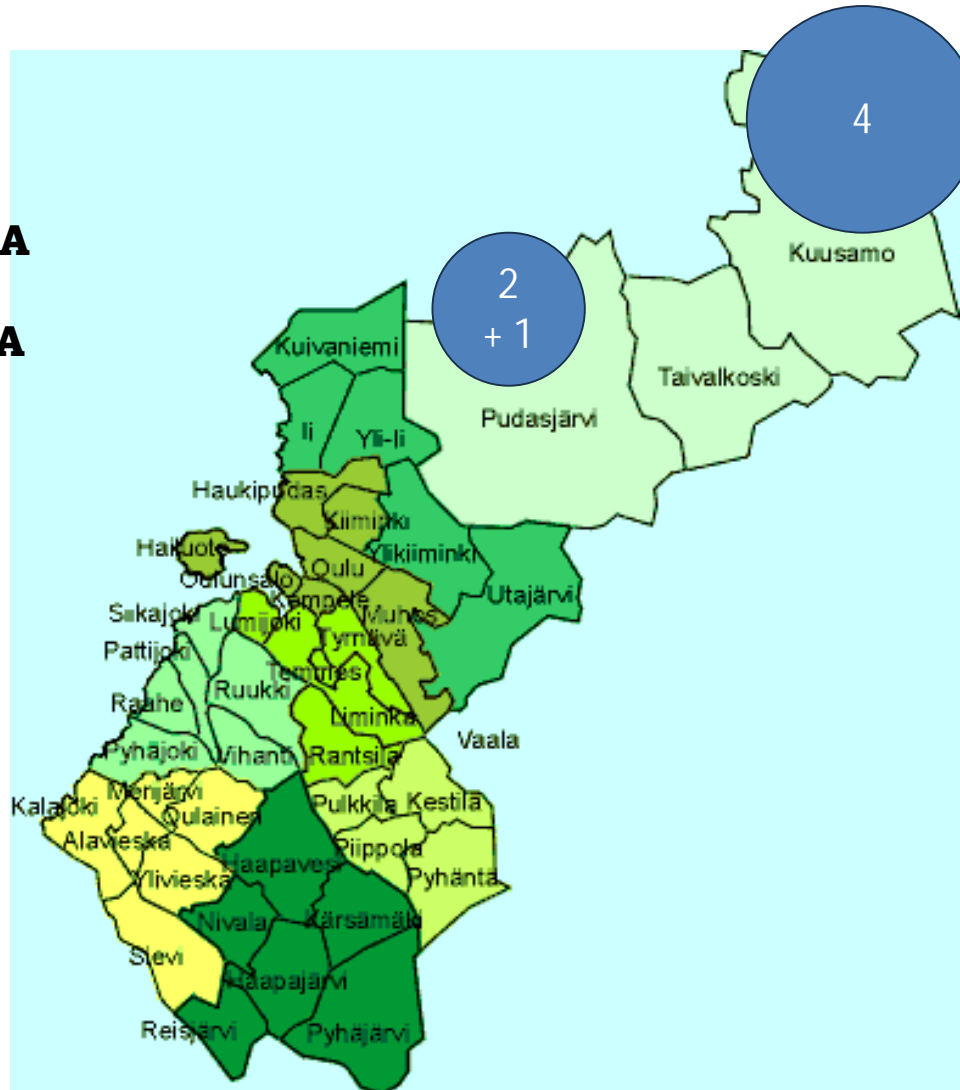 4
A
Kuusamo
2
+ 1
A
Kuivaniemi
Taivalkoski
Pudasjärvi
Ii
Yli-Ii
Haukipudas
Kiiminki
Hailuoto
Ylikiiminki
Oulu
Oulunsalo
Utajärvi
Kempele
Siikajoki
Lumijoki
Muhos
Tyrnävä
Pattijoki
Temmes
Ruukki
Raahe
Liminka
Vaala
Pyhäjoki
Vihanti
Rantsila
Merijärvi
Kalajoki
Pulkkila
Kestilä
Oulainen
Alavieska
Piippola
Haapavesi
Ylivieska
Pyhäntä
Nivala
Kärsämäki
Sievi
Haapajärvi
Reisjärvi
Pyhäjärvi